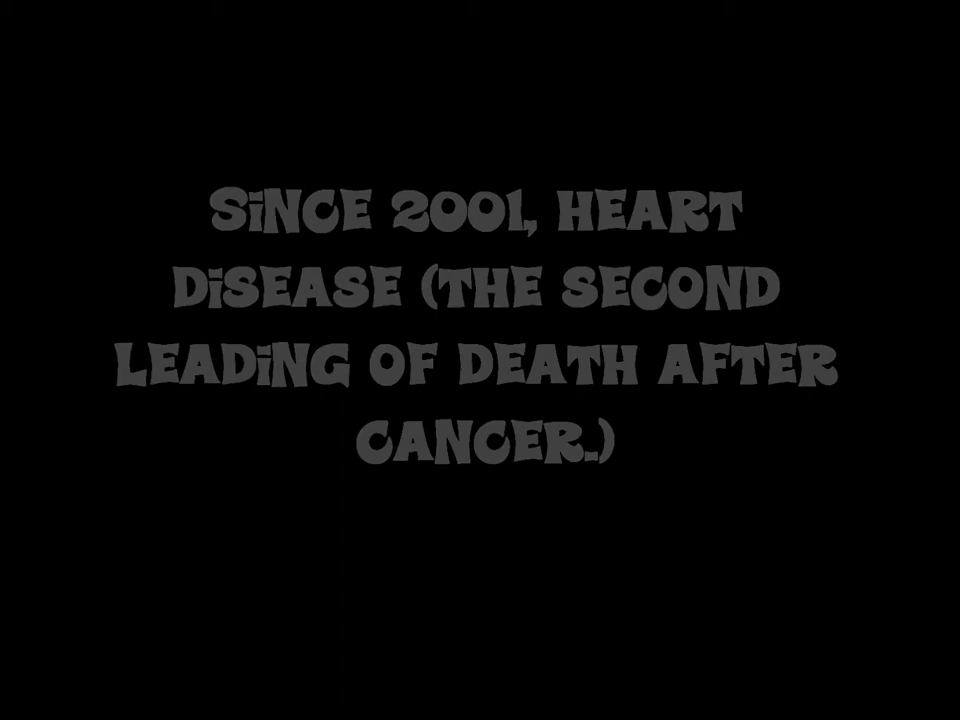 SiNCE 2001, HEART
DiSEASE (THE SECOND
LEADiNG OF DEATH AFTER
CANCER.)